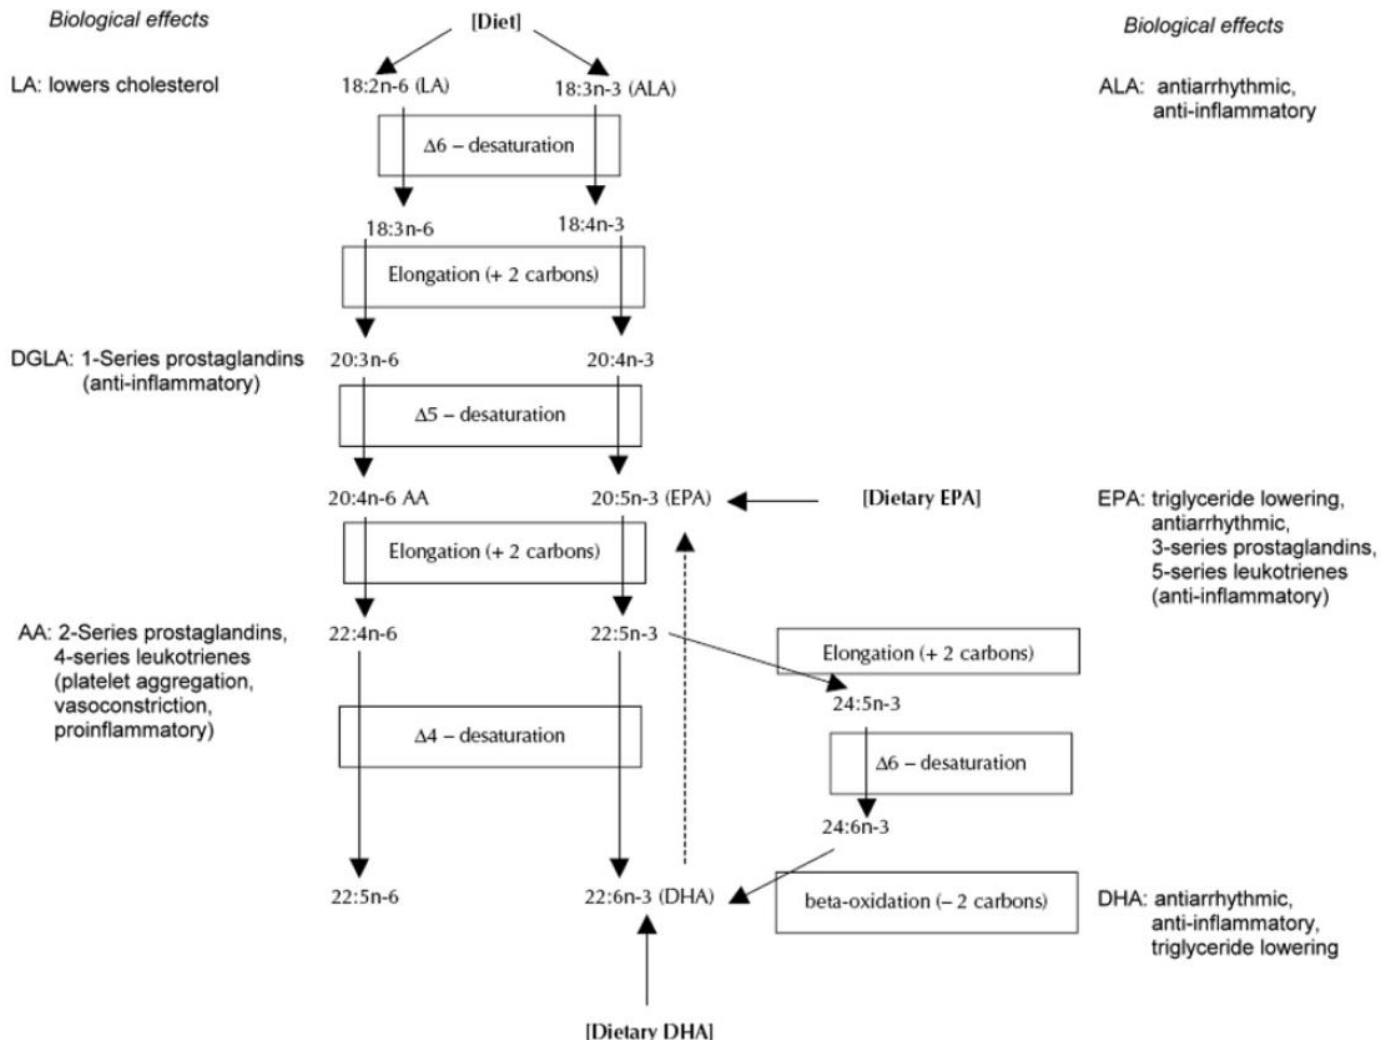 Biological effects
[Diet]
Biological effects
LA: lowers cholesterol
18:2n-6 (LA)
18:3n-3 (ALA)
ALA: antiarrhythmic,
anti-inflammatory
Δ6 – desaturation
18:3n-6
18:4n-3
Elongation (+ 2 carbons)
DGLA: 1-Series prostaglandins
(anti-inflammatory)
20:3n-6
20:4n-3
Δ5 – desaturation
20:4n-6 AA
20:5n-3 (EPA)
[Dietary EPA]
EPA: triglyceride lowering,
antiarrhythmic,
3-series prostaglandins,
5-series leukotrienes
(anti-inflammatory)
Elongation (+ 2 carbons)
AA: 2-Series prostaglandins,
4-series leukotrienes
(platelet aggregation,
vasoconstriction,
proinflammatory)
22:4n-6
22:5n-3
Elongation (+ 2 carbons)
24:5n-3
Δ4 – desaturation
Δ6 – desaturation
24:6n-3
22:5n-6
22:6n-3 (DHA)
beta-oxidation (– 2 carbons)
DHA: antiarrhythmic,
anti-inflammatory,
triglyceride lowering
[Dietary DHA]